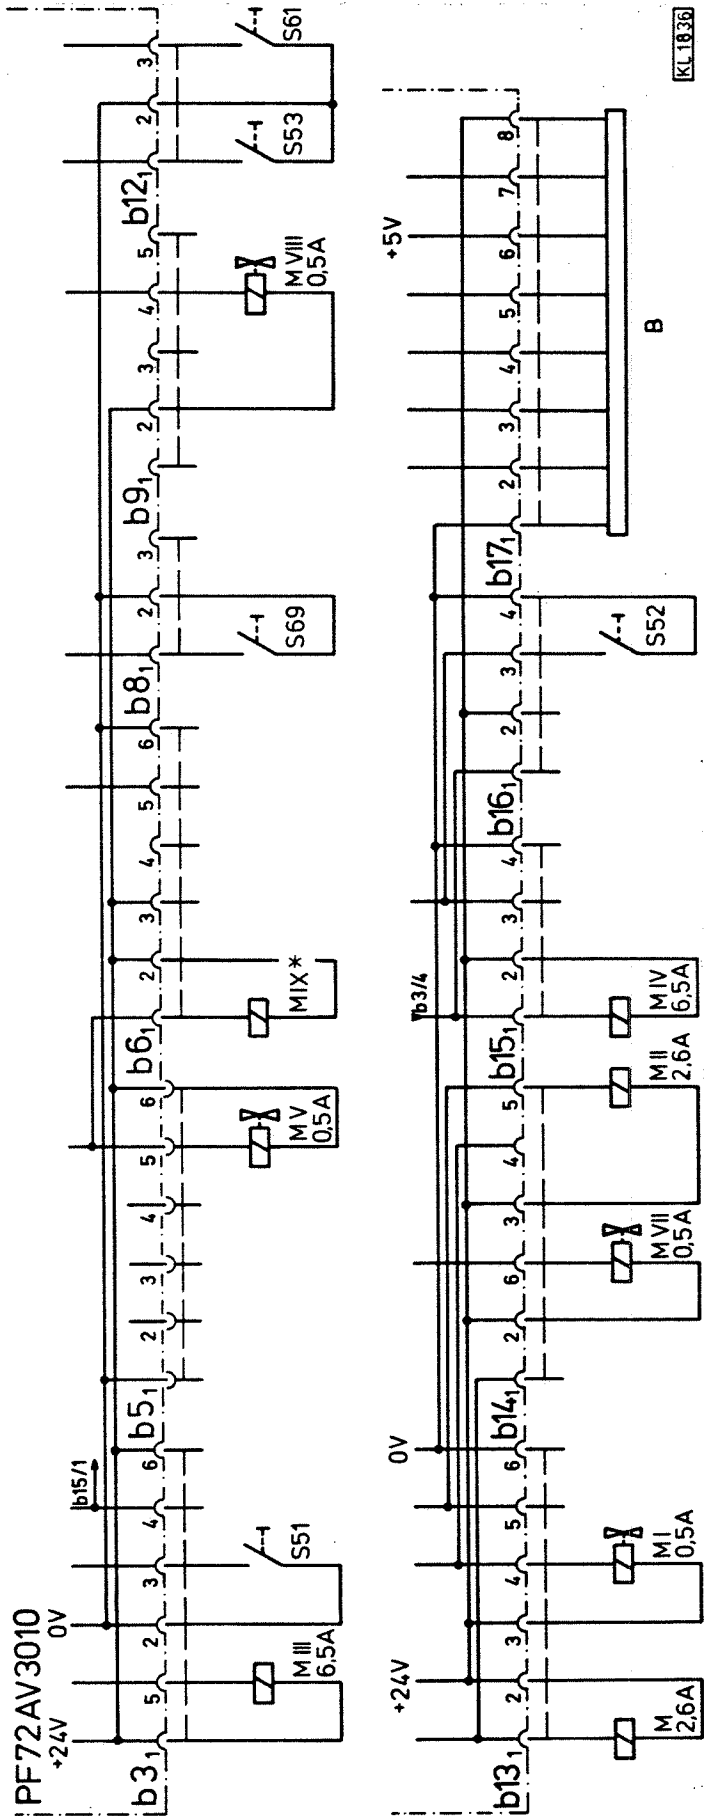 PF72AV3010
+24V
0V
b15/1
b3₁
5
2
3
4
6
b5₁
2
3
4
5
6
b6₁
2
3
4
5
6
b8₁
2
3
b9₁
2
3
4
5
b12₁
2
3
M III
6,5A
S51
M V
0,5A
MIX*
S69
M VIII
0,5A
S53
S61
+24V
0V
b3/4
+5V
b13₁
2
3
4
5
6
b14₁
2
6
3
4
5
b15₁
2
3
4
b16₁
2
3
4
b17₁
2
3
4
5
6
7
8
M
2,6A
M I
0,5A
M VII
0,5A
M II
2,6A
M IV
6,5A
S52
B
KL1836